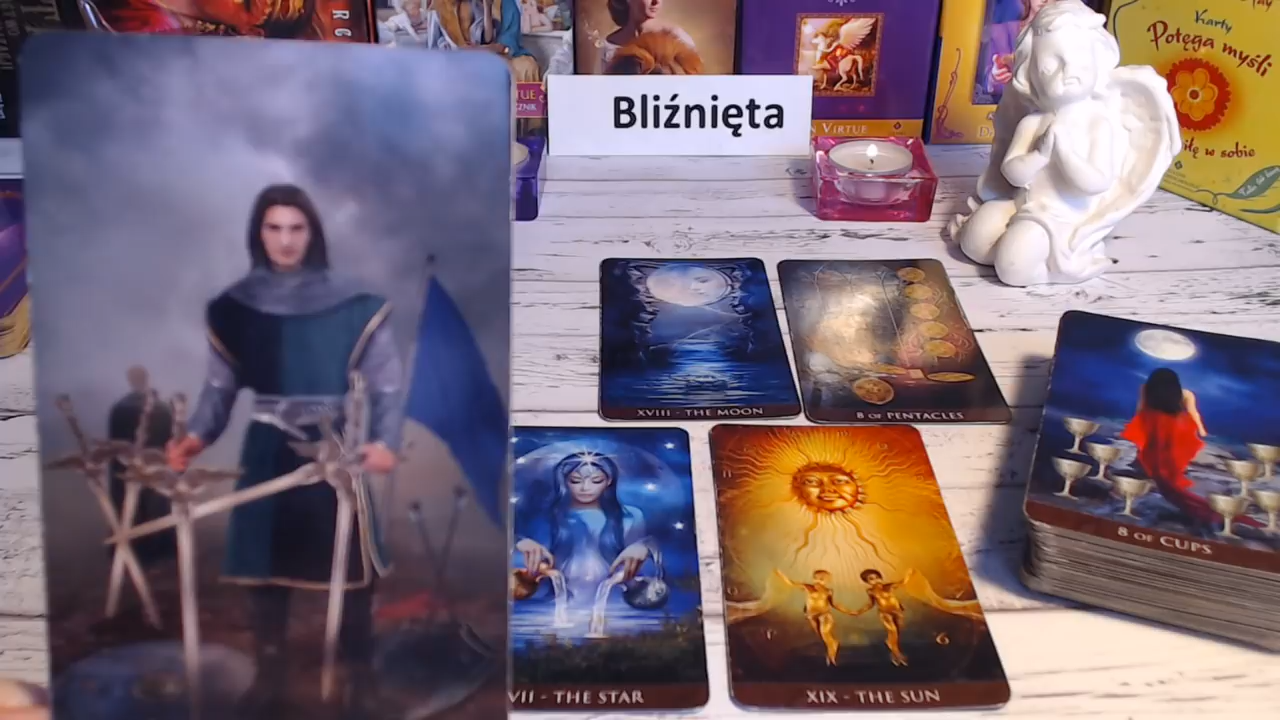 Bliźnięta
VIRTUE
Karty
Potęga myśli
w sobie
XVIII - THE MOON
8 OF PENTACLES
8 OF CUPS
VII - THE STAR
XIX - THE SUN